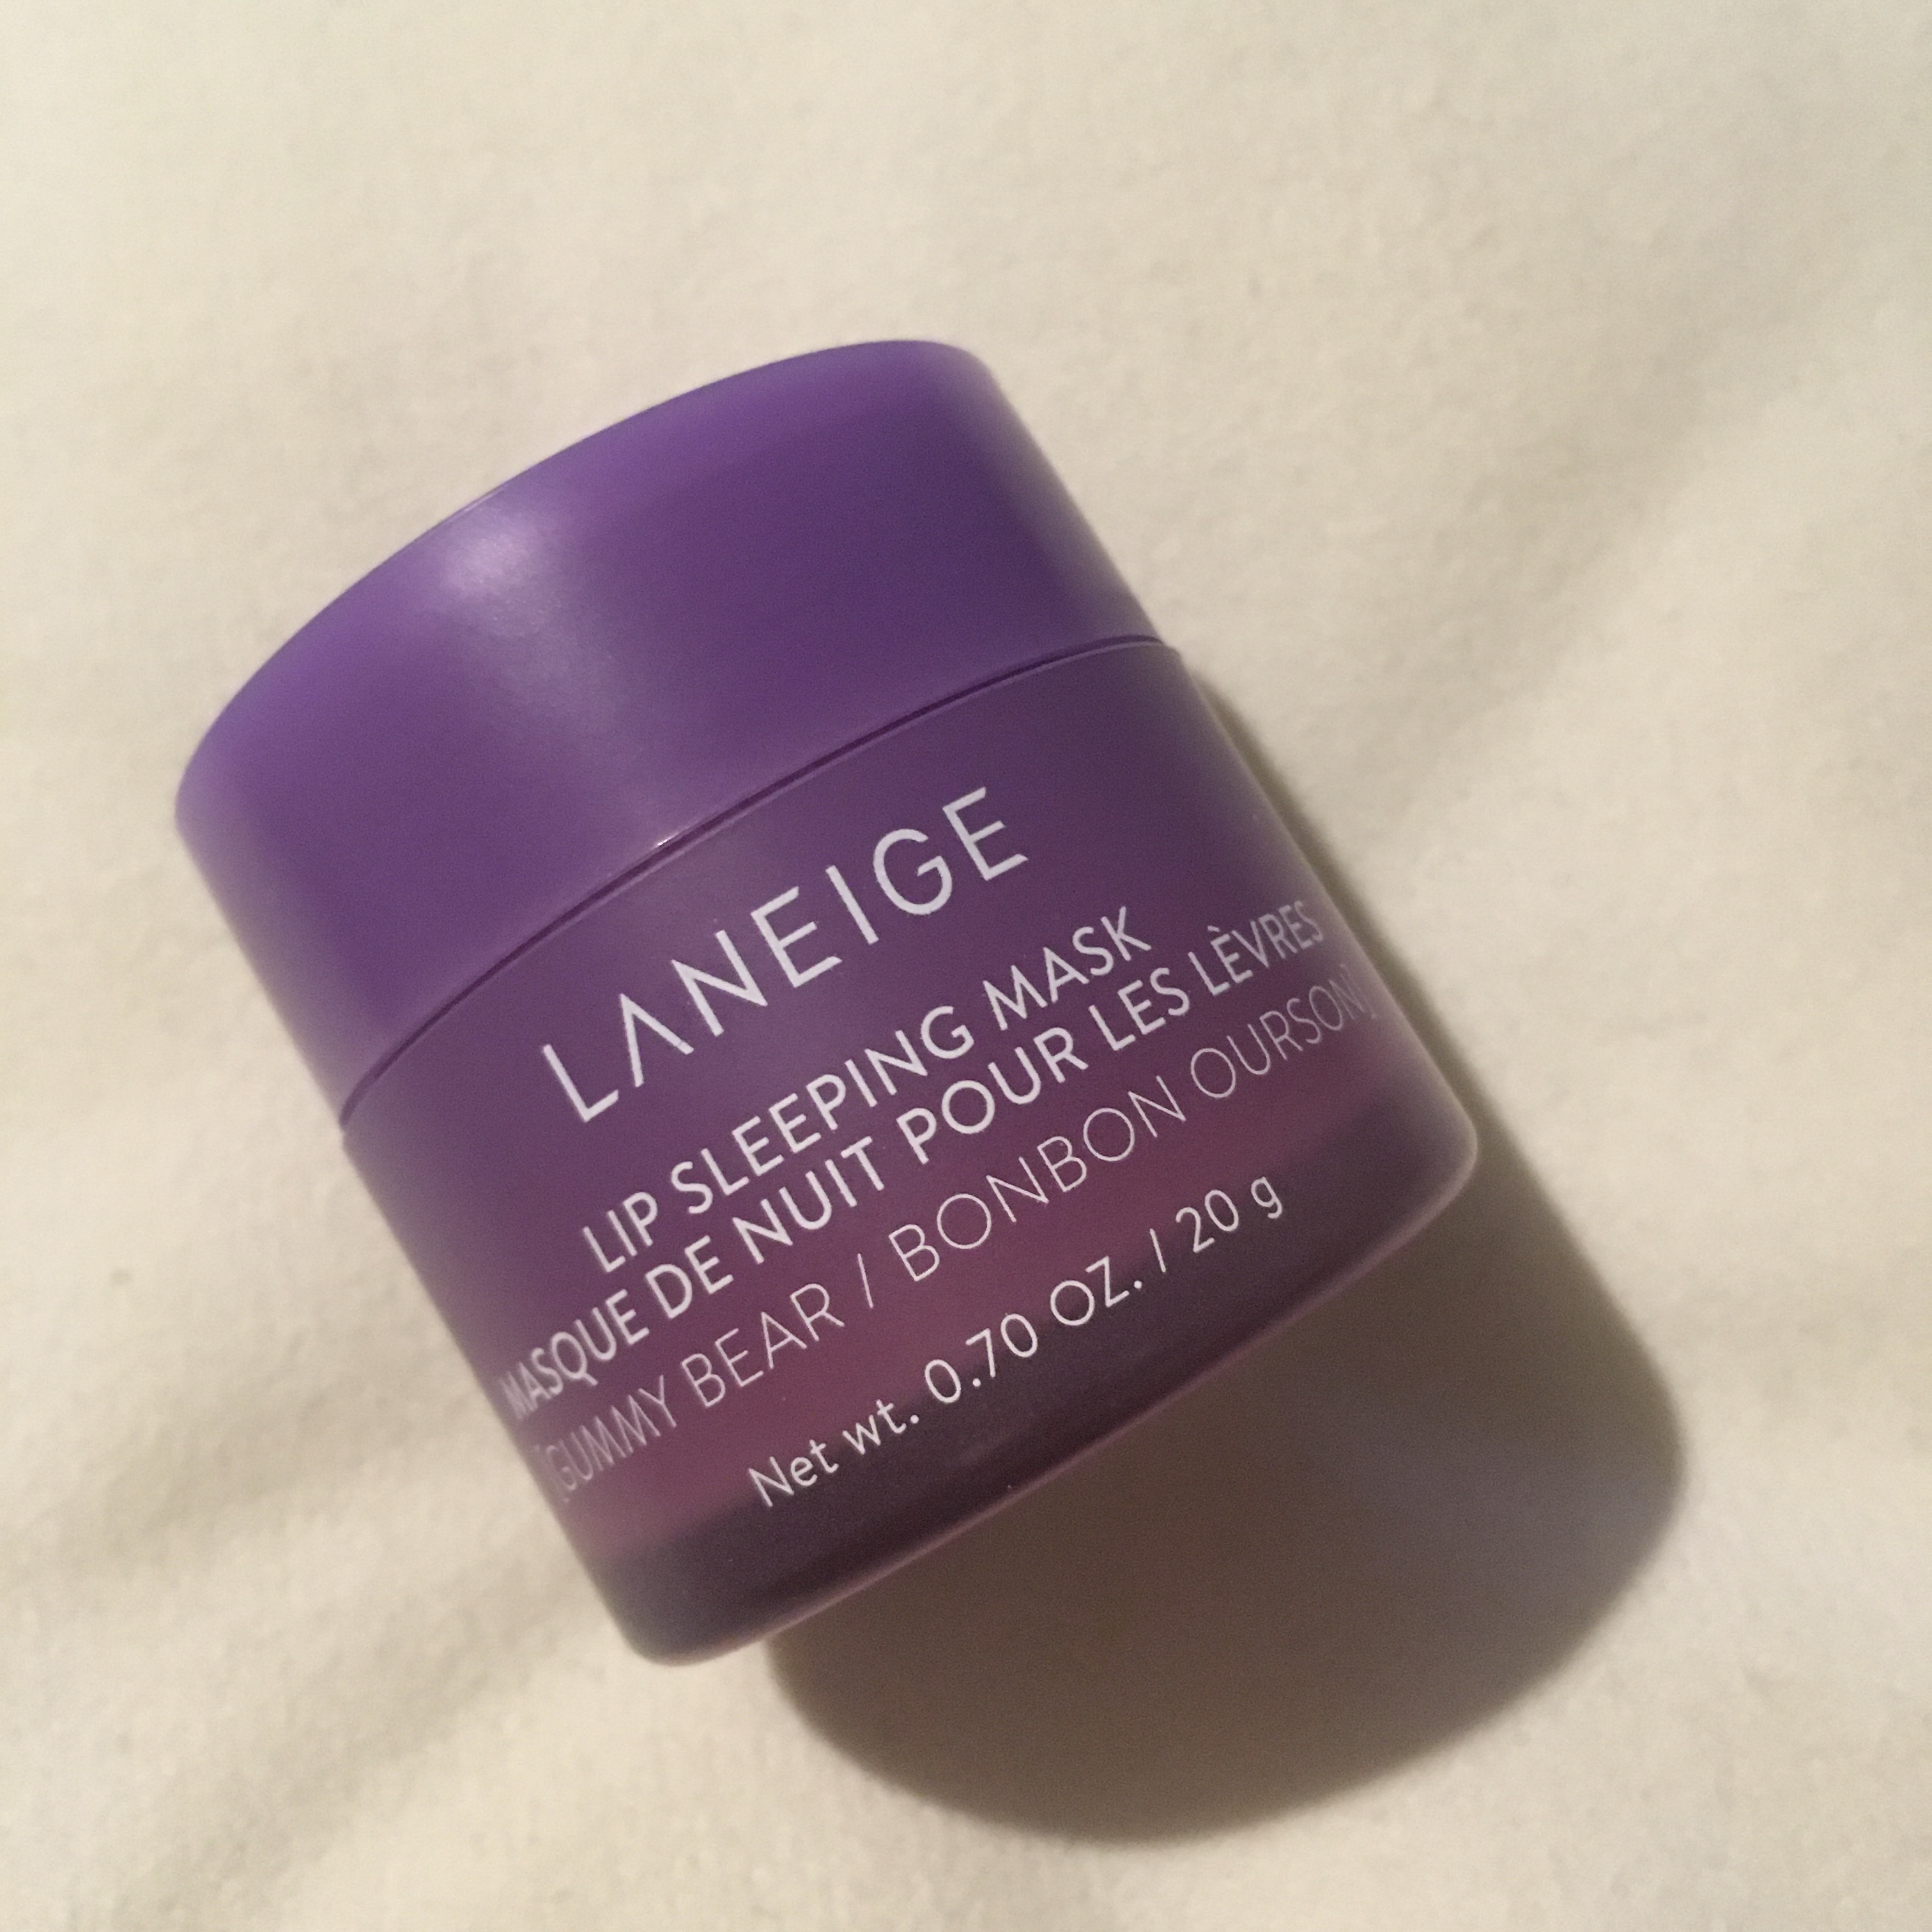 LANEIGE
LIP SLEEPING MASK
MASQUE DE NUIT POUR LES LÈVRES
[GUMMY BEAR / BONBON OURSON]
Net wt. 0.70 OZ. / 20 g